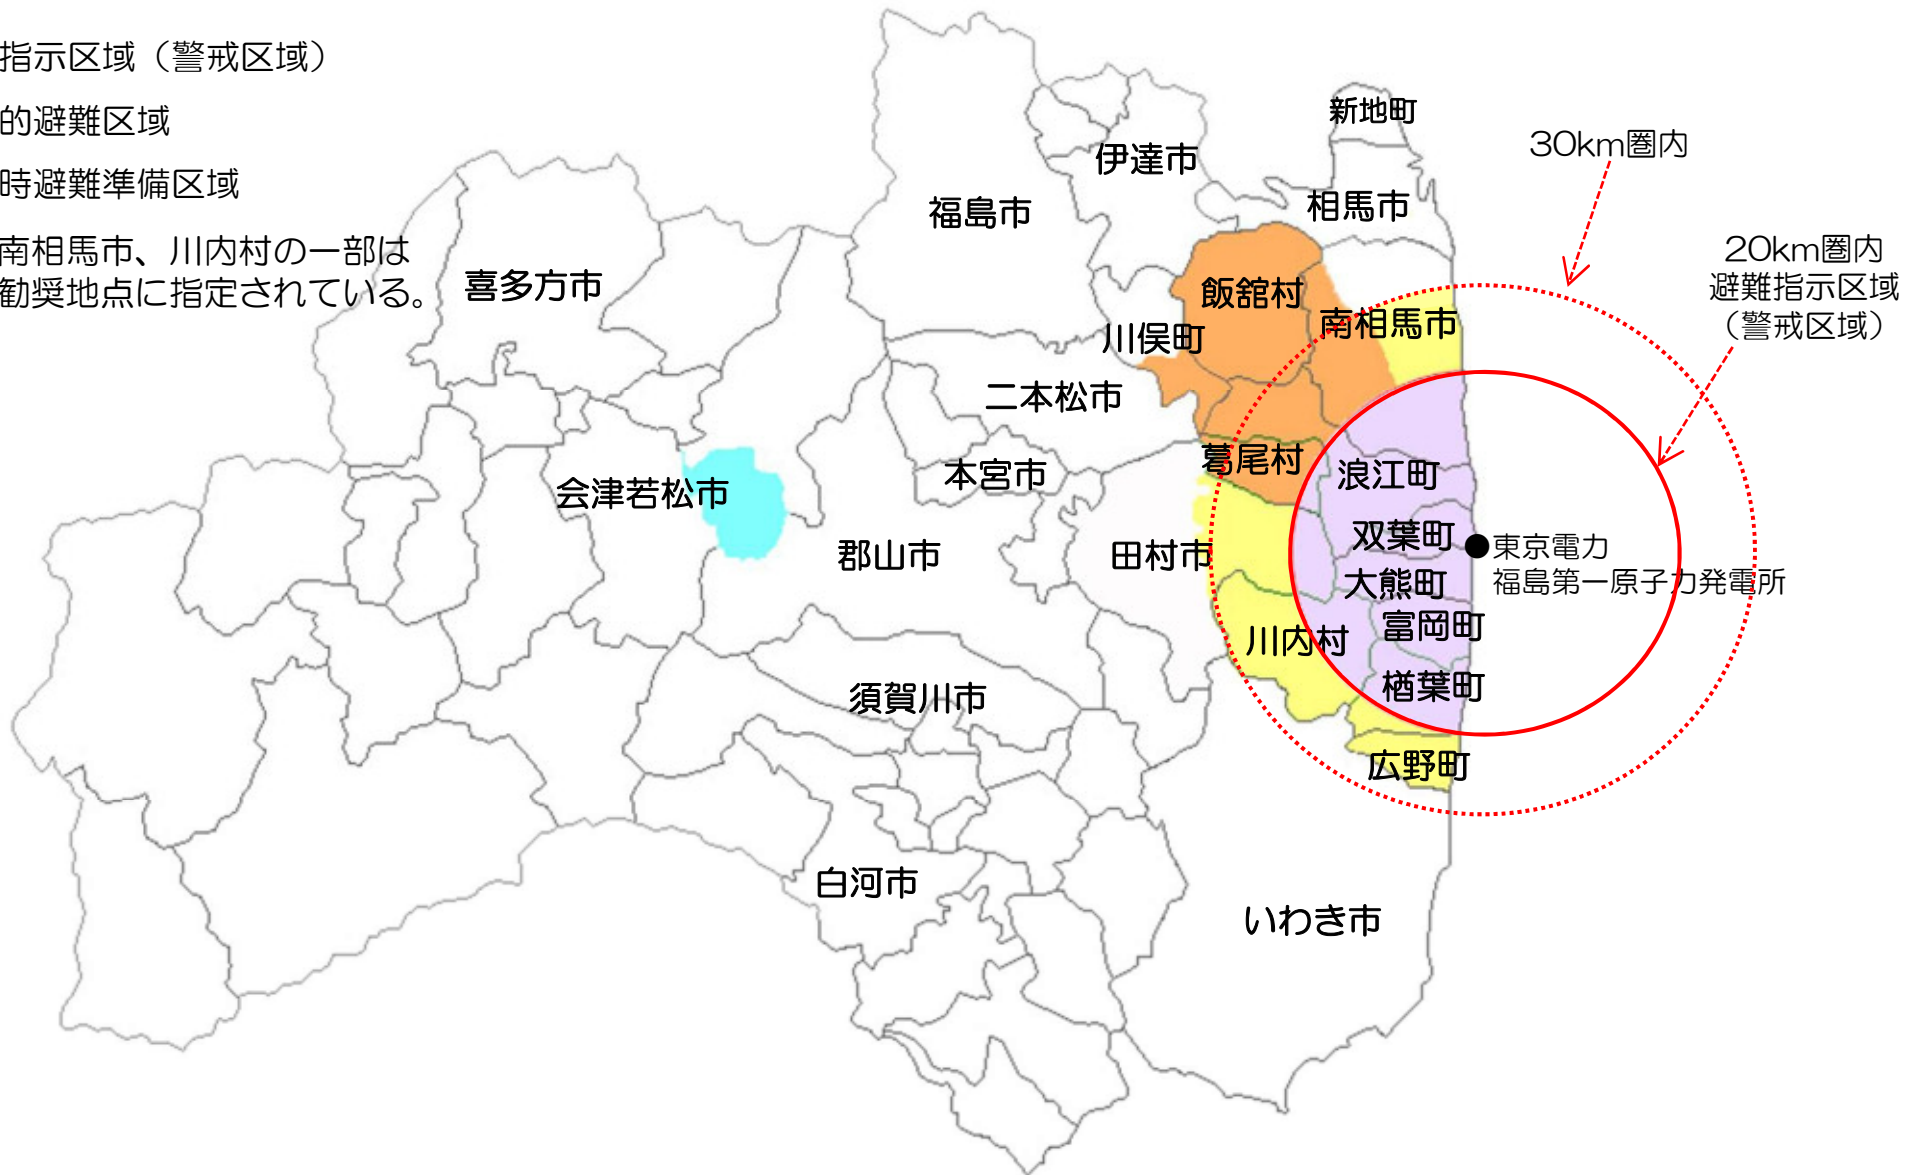 指示区域（警戒区域）
的避難区域
時避難準備区域
南相馬市、川内村の一部は
勧奨地点に指定されている。
新地町
30km圏内
伊達市
相馬市
福島市
20km圏内
避難指示区域
（警戒区域）
喜多方市
飯舘村
南相馬市
川俣町
二本松市
葛尾村
本宮市
浪江町
会津若松市
双葉町
東京電力
福島第一原子力発電所
郡山市
田村市
大熊町
富岡町
川内村
楢葉町
須賀川市
広野町
白河市
いわき市